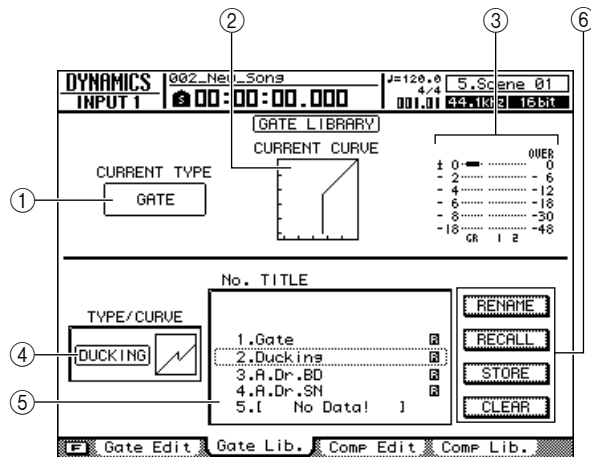 ② ③ ⑥
DYNAMICS 002_New_Song ♩=120.0 4/4 5.Scene 01
INPUT 1 S 00:00:00.000 001.01 44.1kHz 16bit
GATE LIBRARY
CURRENT CURVE
CURRENT TYPE
① GATE
OVER
± 0 0
- 2 - 6
- 4 -12
- 6 -18
- 8 -30
-18 -48
GR 1 2
No. TITLE
TYPE/CURVE
④ DUCKING
⑤
1.Gate R
2.Ducking R
3.A.Dr.BD R
4.A.Dr.SN R
5.[ No Data! ]
RENAME
RECALL
STORE
CLEAR
F Gate Edit Gate Lib. Comp Edit Comp Lib.